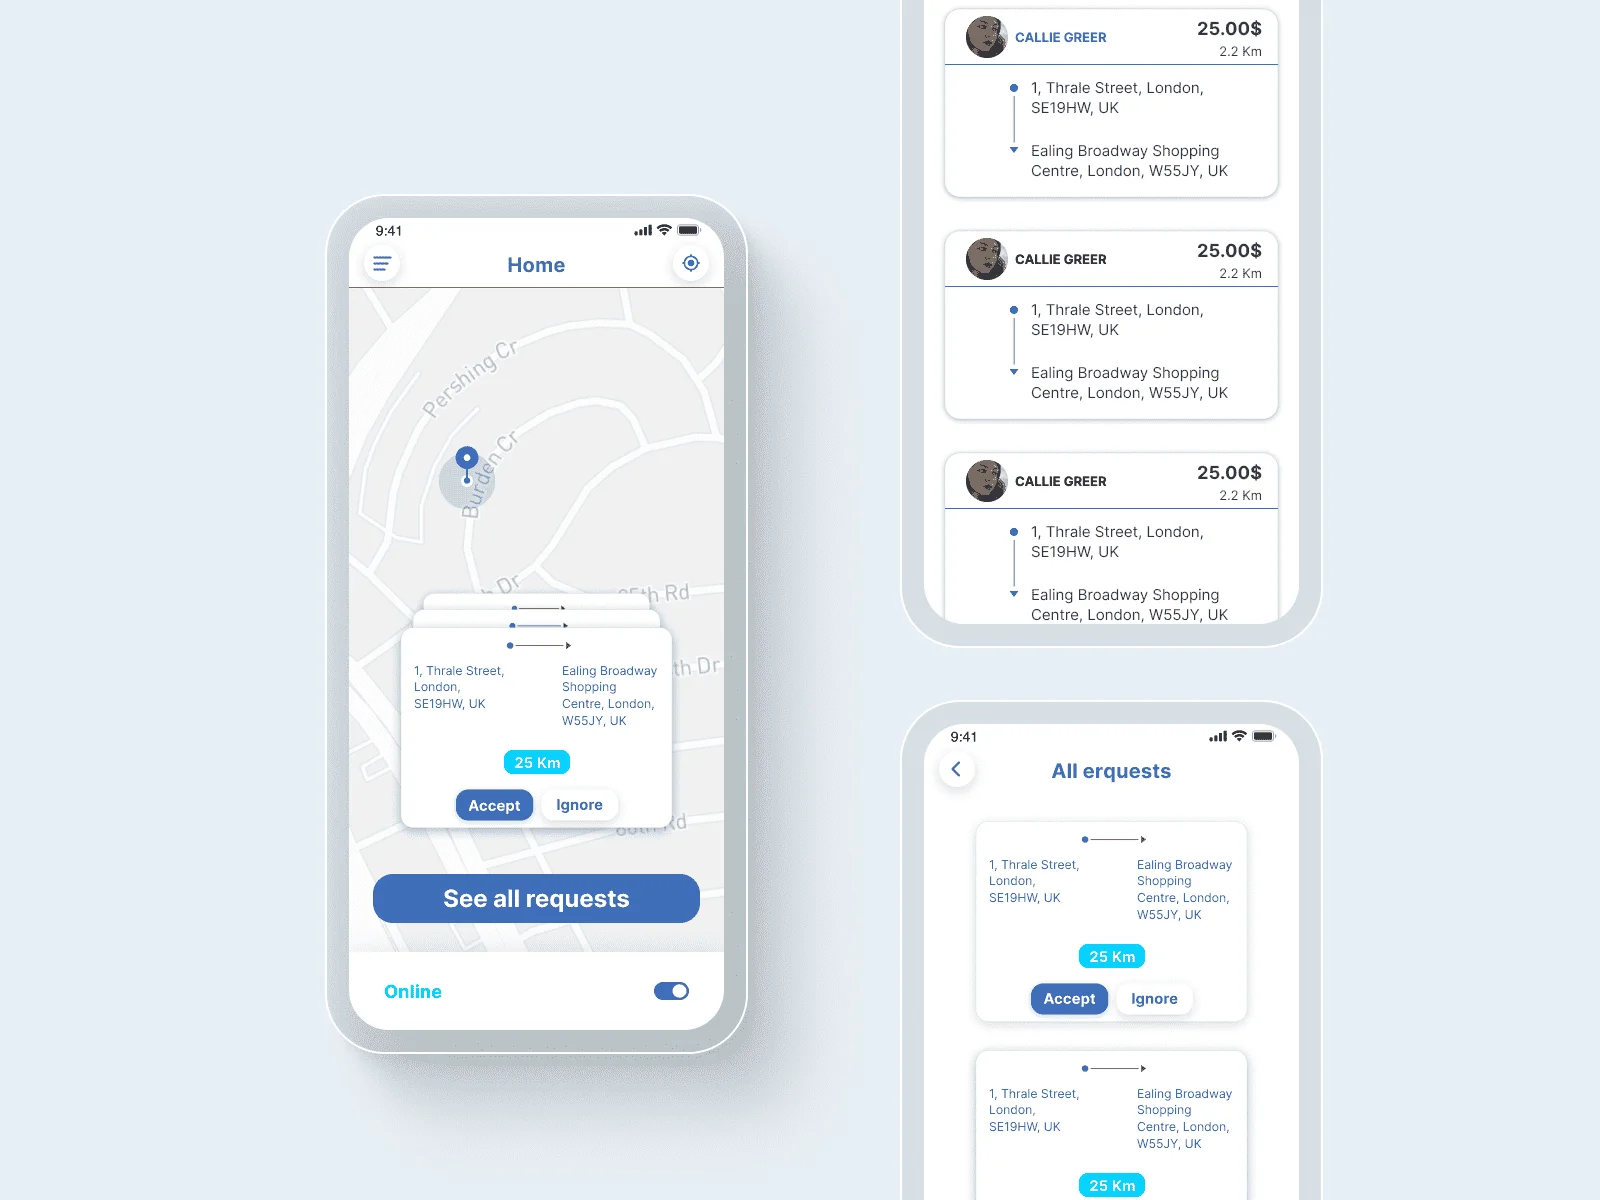 9:41
Home
Pershing Cr
Burden Cr
Dr
85th Rd
th Dr
86th Rd
1, Thrale Street,
London,
SE19HW, UK
Ealing Broadway
Shopping
Centre, London,
W55JY, UK
25 Km
Accept
Ignore
See all requests
Online
CALLIE GREER
25.00$
2.2 Km
1, Thrale Street, London,
SE19HW, UK
Ealing Broadway Shopping
Centre, London, W55JY, UK
CALLIE GREER
25.00$
2.2 Km
1, Thrale Street, London,
SE19HW, UK
Ealing Broadway Shopping
Centre, London, W55JY, UK
CALLIE GREER
25.00$
2.2 Km
1, Thrale Street, London,
SE19HW, UK
Ealing Broadway Shopping
Centre, London, W55JY, UK
9:41
All erquests
1, Thrale Street,
London,
SE19HW, UK
Ealing Broadway
Shopping
Centre, London,
W55JY, UK
25 Km
Accept
Ignore
1, Thrale Street,
London,
SE19HW, UK
Ealing Broadway
Shopping
Centre, London,
W55JY, UK
25 Km